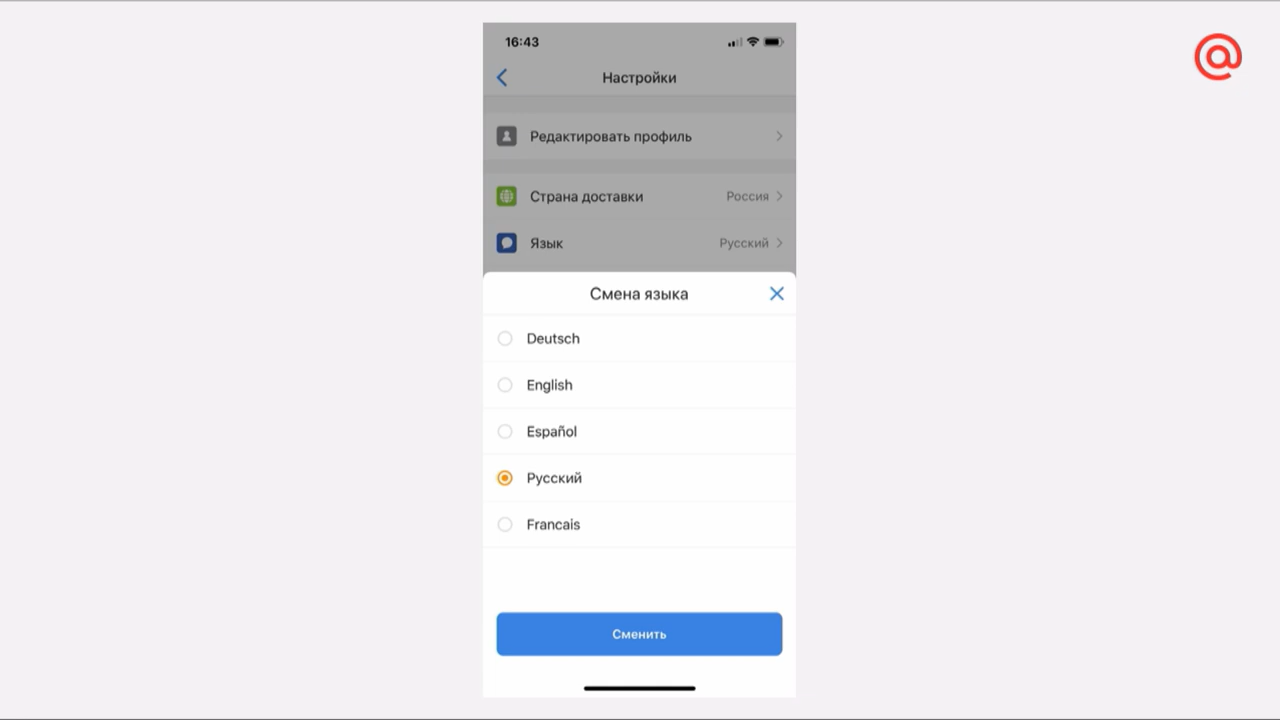 16:43
Настройки
Редактировать профиль
Страна доставки Россия
Язык Русский
Смена языка
Deutsch
English
Español
Русский
Francais
Сменить